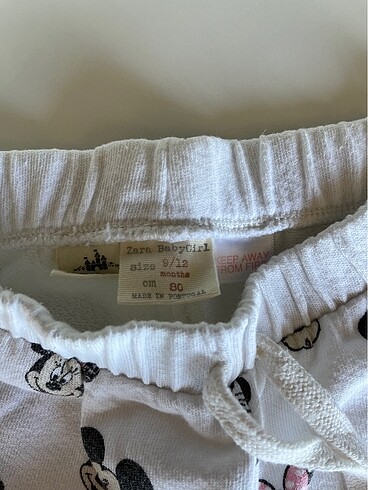 Zara BabyGirl
size 9/12
months
cm 80
MADE IN PORTUGAL
KEEP AWAY
FROM FIRE